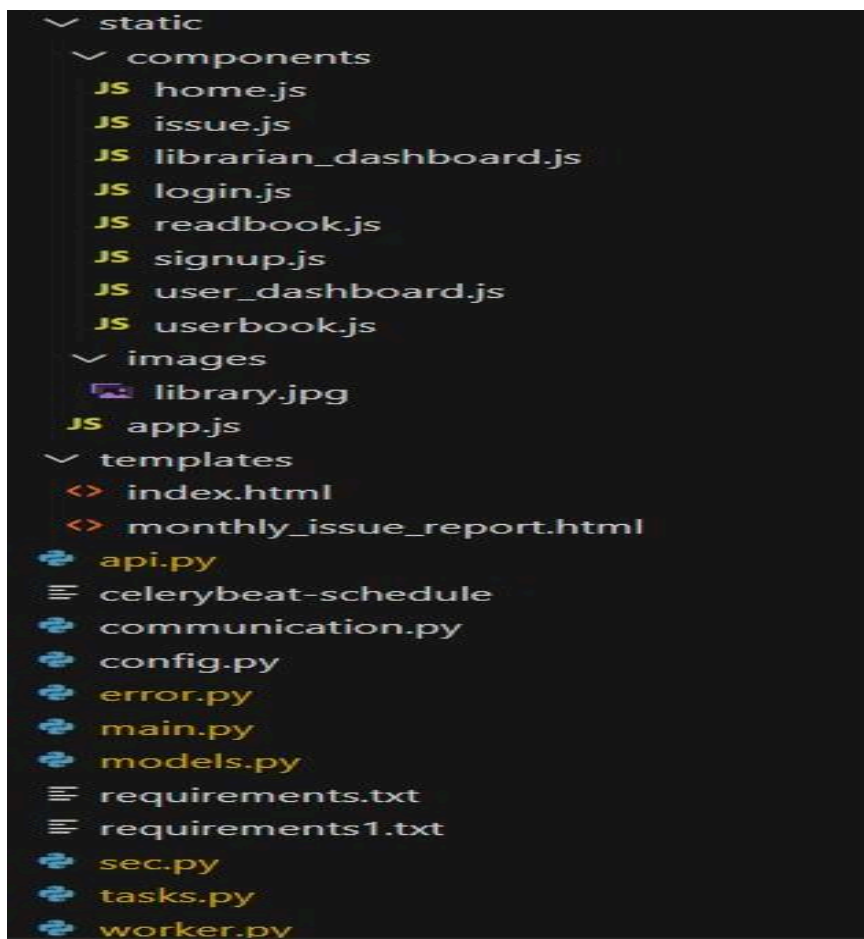 static
components
JS home.js
JS issue.js
JS librarian_dashboard.js
JS login.js
JS readbook.js
JS signup.js
JS user_dashboard.js
JS userbook.js
images
library.jpg
JS app.js
templates
<> index.html
<> monthly_issue_report.html
api.py
celerybeat-schedule
communication.py
config.py
error.py
main.py
models.py
requirements.txt
requirements1.txt
sec.py
tasks.py
worker.py